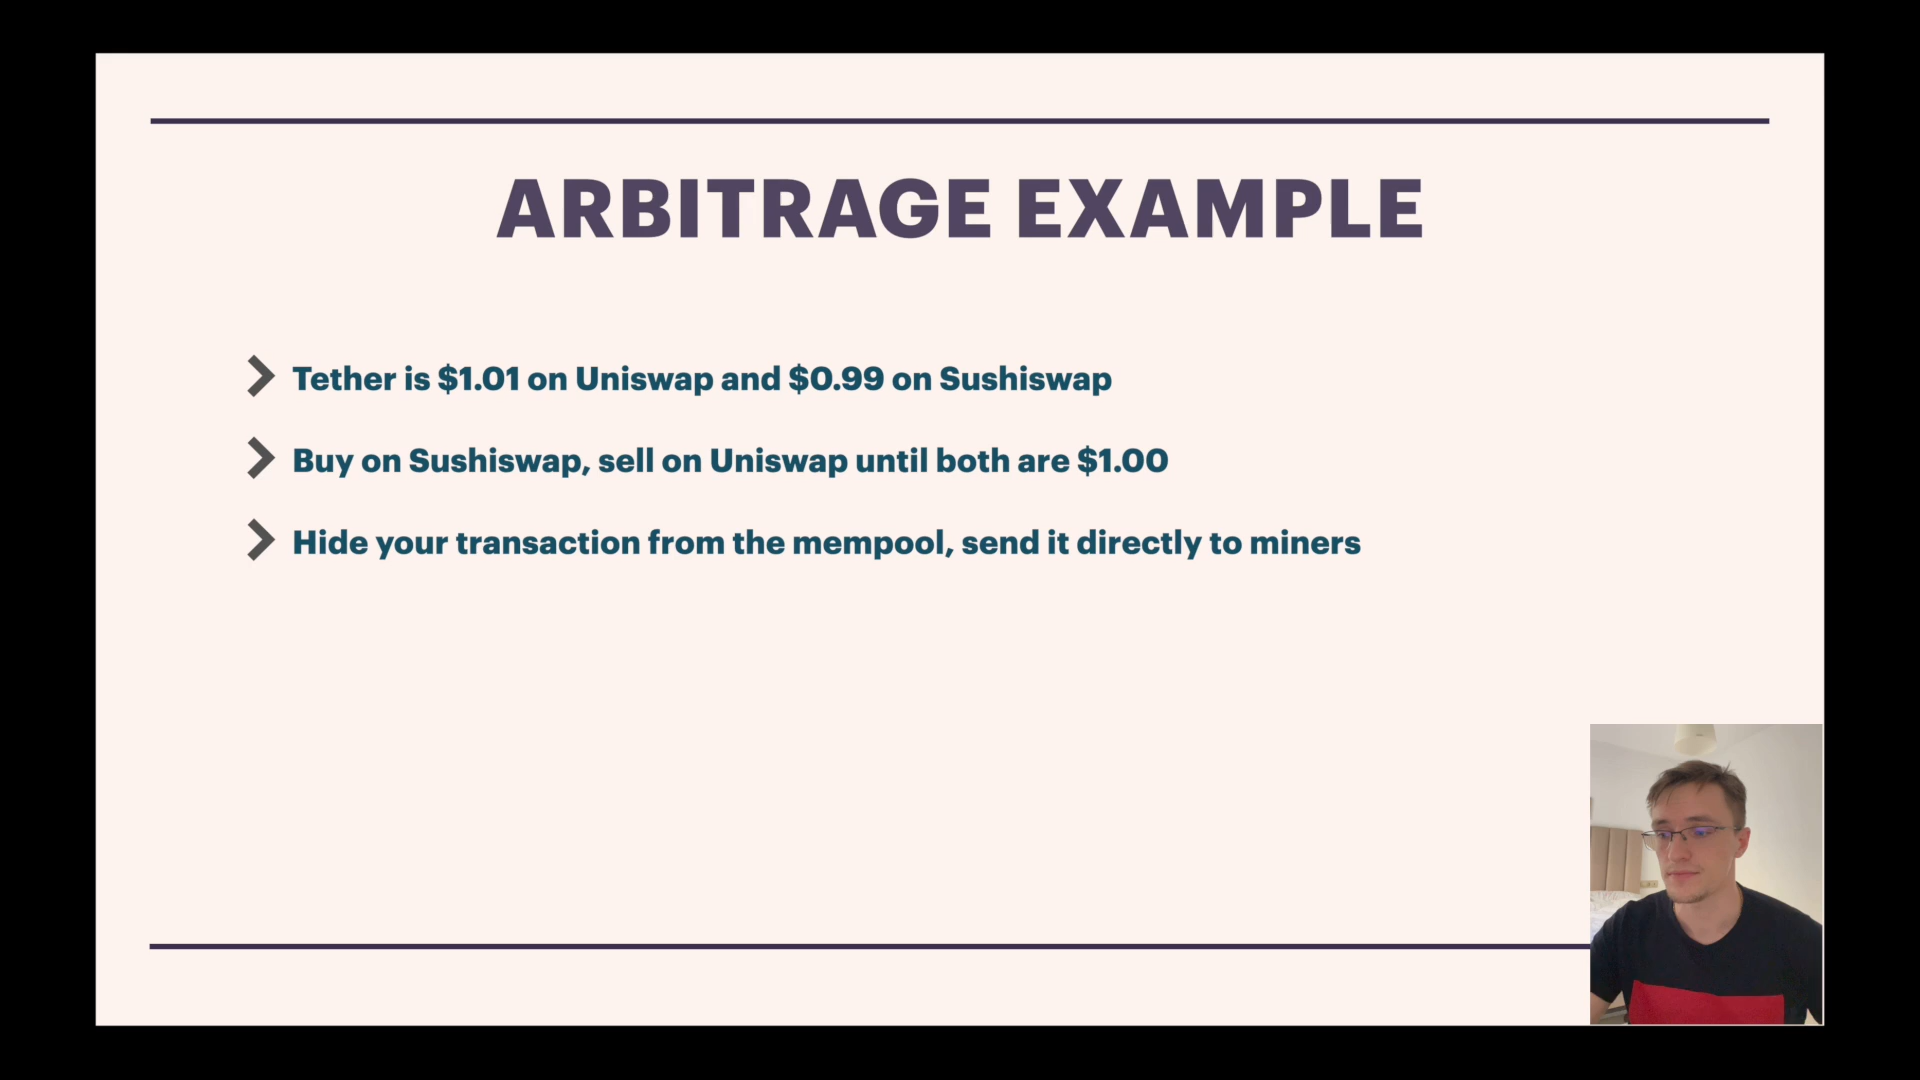 ARBITRAGE EXAMPLE
Tether is $1.01 on Uniswap and $0.99 on Sushiswap
Buy on Sushiswap, sell on Uniswap until both are $1.00
Hide your transaction from the mempool, send it directly to miners